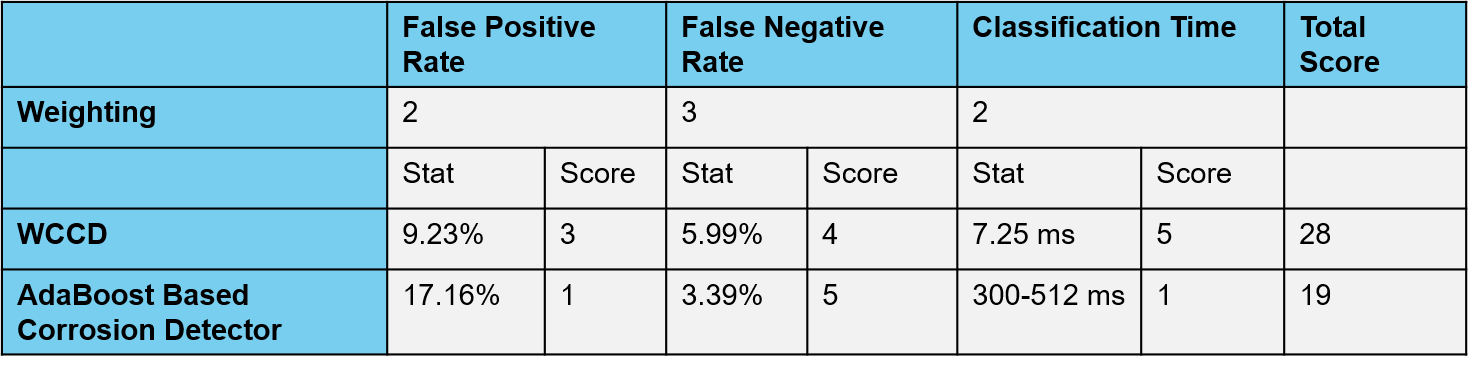 False Positive Rate False Negative Rate Classification Time Total Score
Weighting 2 3 2
Stat Score Stat Score Stat Score
WCCD 9.23% 3 5.99% 4 7.25 ms 5 28
AdaBoost Based Corrosion Detector 17.16% 1 3.39% 5 300-512 ms 1 19